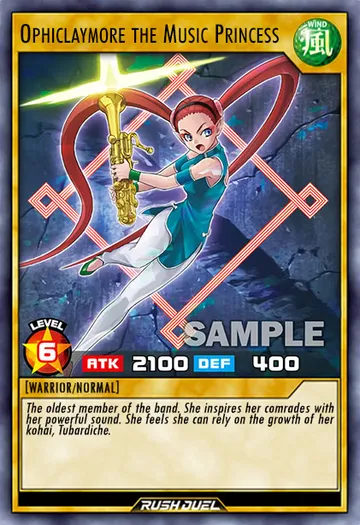 Ophiclaymore the Music Princess
WIND
風
SAMPLE
LEVEL
6
ATK 2100 DEF 400
[WARRIOR/NORMAL]
The oldest member of the band. She inspires her comrades with
her powerful sound. She feels she can rely on the growth of her
kohai, Tubardiche.
RUSH DUEL